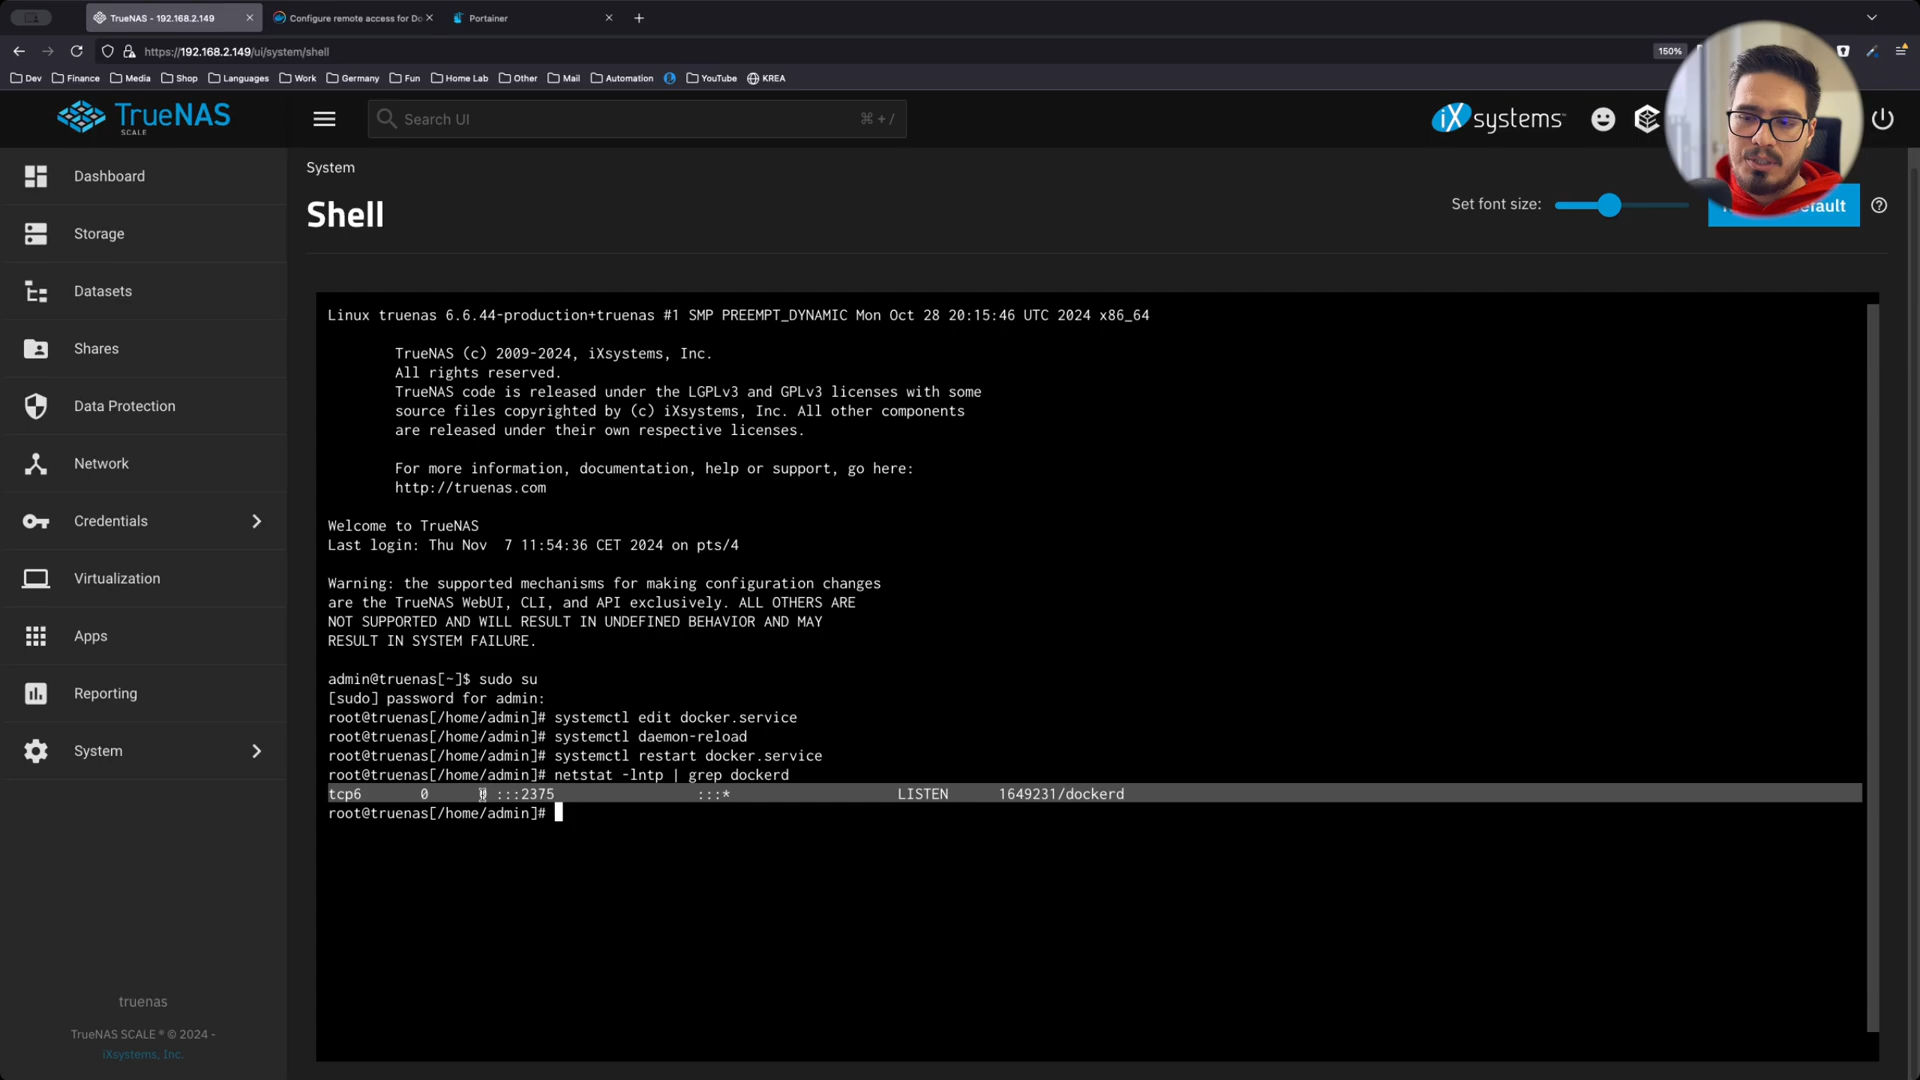 TrueNAS - 192.168.2.149
Configure remote access for Do
Portainer
https://192.168.2.149/ui/system/shell
150%
Dev
Finance
Media
Shop
Languages
Work
Germany
Fun
Home Lab
Other
Mail
Automation
YouTube
KREA
TrueNAS
SCALE
Search UI
⌘ + /
iXsystems
Dashboard
Storage
Datasets
Shares
Data Protection
Network
Credentials
Virtualization
Apps
Reporting
System
truenas
TrueNAS SCALE ® © 2024 -
iXsystems, Inc.
System
Shell
Set font size:
Linux truenas 6.6.44-production+truenas #1 SMP PREEMPT_DYNAMIC Mon Oct 28 20:15:46 UTC 2024 x86_64
TrueNAS (c) 2009-2024, iXsystems, Inc.
All rights reserved.
TrueNAS code is released under the LGPLv3 and GPLv3 licenses with some
source files copyrighted by (c) iXsystems, Inc. All other components
are released under their own respective licenses.
For more information, documentation, help or support, go here:
http://truenas.com
Welcome to TrueNAS
Last login: Thu Nov  7 11:54:36 CET 2024 on pts/4
Warning: the supported mechanisms for making configuration changes
are the TrueNAS WebUI, CLI, and API exclusively. ALL OTHERS ARE
NOT SUPPORTED AND WILL RESULT IN UNDEFINED BEHAVIOR AND MAY
RESULT IN SYSTEM FAILURE.
admin@truenas[~]$ sudo su
[sudo] password for admin:
root@truenas[/home/admin]# systemctl edit docker.service
root@truenas[/home/admin]# systemctl daemon-reload
root@truenas[/home/admin]# systemctl restart docker.service
root@truenas[/home/admin]# netstat -lntp | grep dockerd
tcp6 0 0 :::2375 :::* LISTEN 1649231/dockerd
root@truenas[/home/admin]#